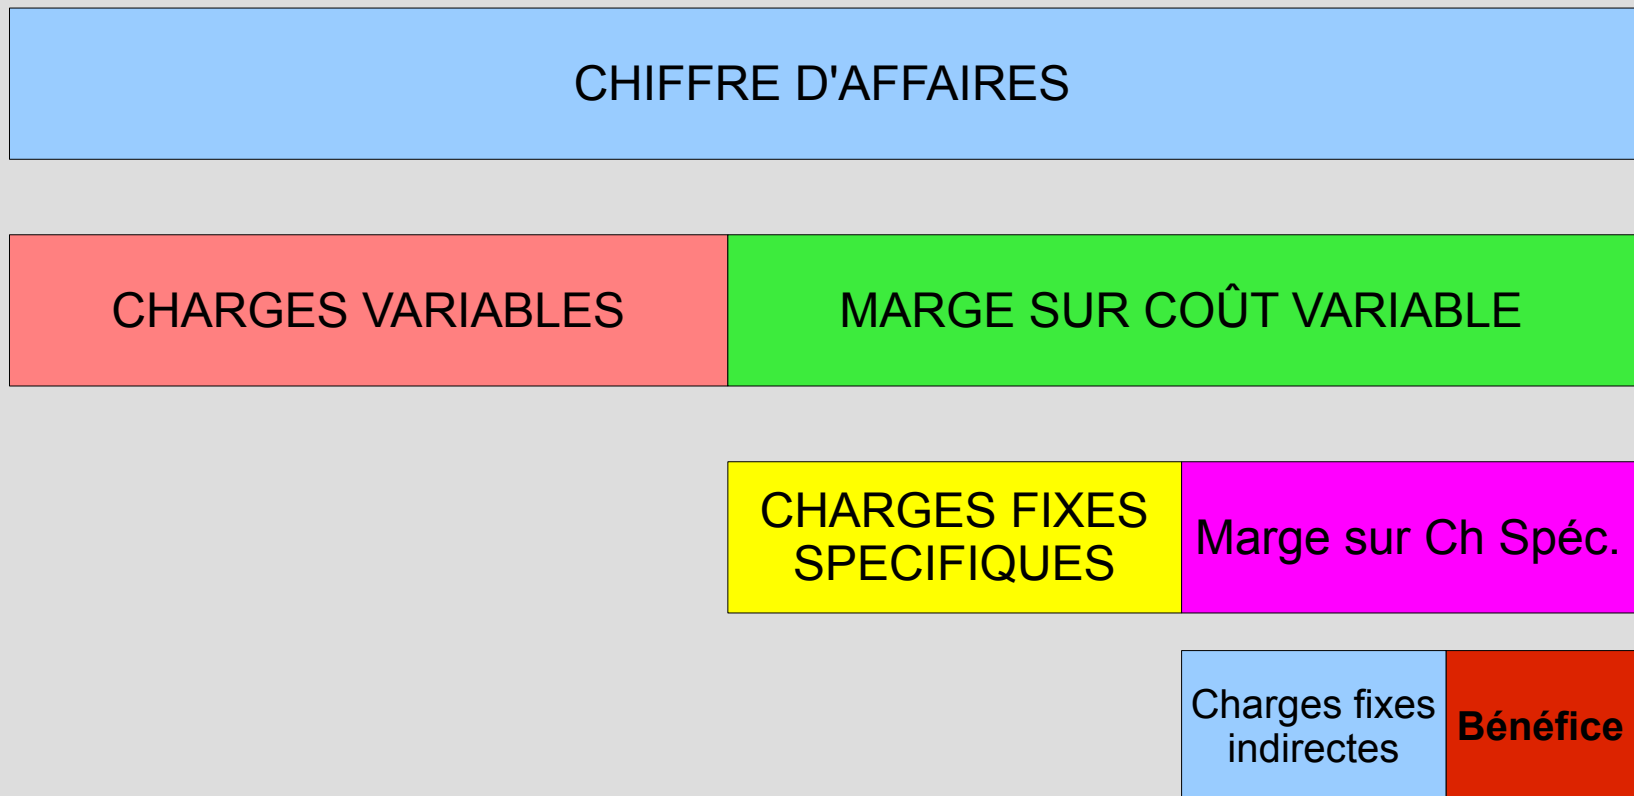 CHIFFRE D'AFFAIRES
CHARGES VARIABLES
MARGE SUR COÛT VARIABLE
CHARGES FIXES
SPECIFIQUES
Marge sur Ch Spéc.
Charges fixes
indirectes
Bénéfice